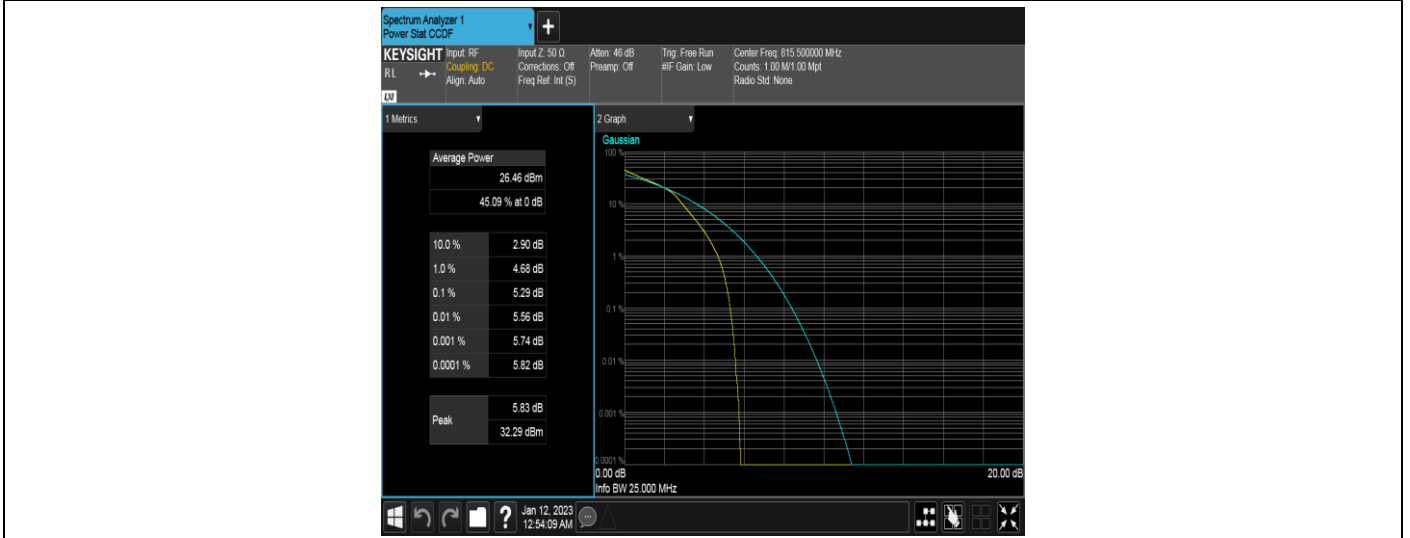 Spectrum Analyzer 1
Power Stat CCDF
KEYSIGHT
RL
LXI
Input: RF
Coupling: DC
Align: Auto
Input Z: 50 Ω
Corrections: Off
Freq Ref: Int (S)
Atten: 46 dB
Preamp: Off
Trig: Free Run
#IF Gain: Low
Center Freq: 815.500000 MHz
Counts: 1.00 M/1.00 Mpt
Radio Std: None
1 Metrics
Average Power
26.46 dBm
45.09 % at 0 dB
10.0 % 2.90 dB
1.0 % 4.68 dB
0.1 % 5.29 dB
0.01 % 5.56 dB
0.001 % 5.74 dB
0.0001 % 5.82 dB
Peak
5.83 dB
32.29 dBm
2 Graph
Gaussian
100 %
10 %
1 %
0.1 %
0.01 %
0.001 %
0.0001 %
0.00 dB 20.00 dB
Info BW 25.000 MHz
?
Jan 12, 2023
12:54:09 AM